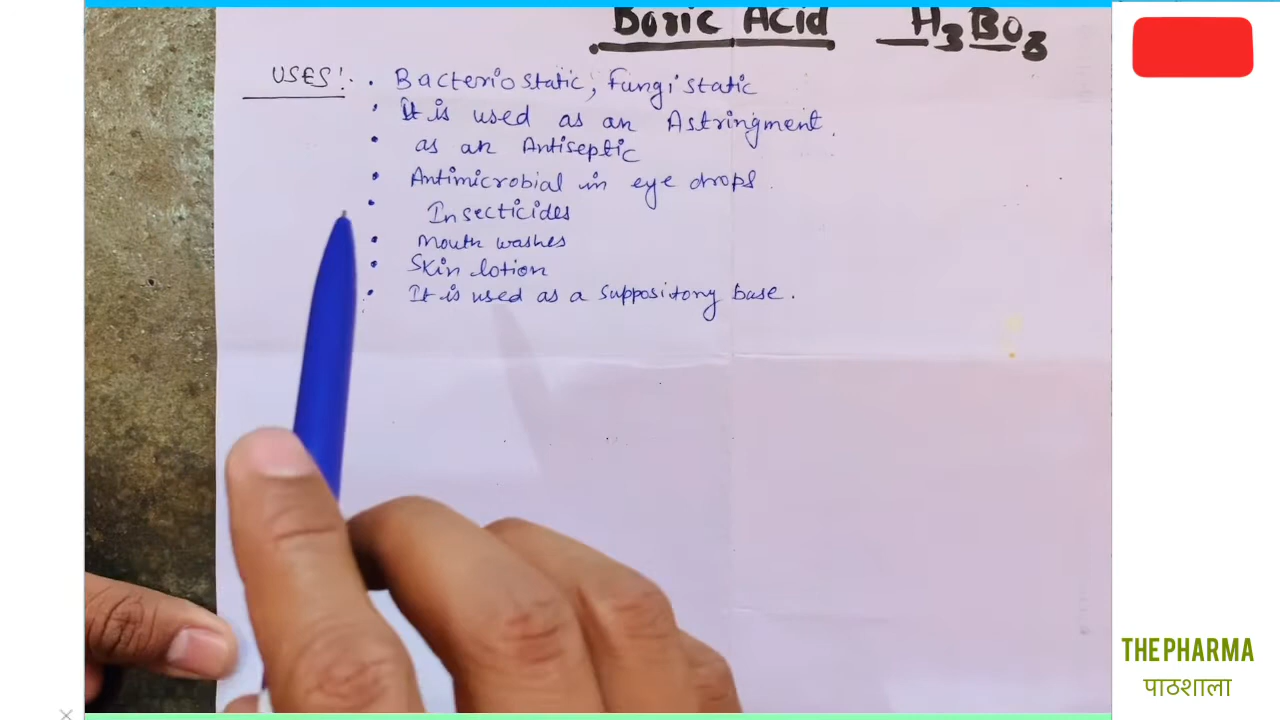 Boric Acid H3BO3
USES:. • Bacteriostatic, Fungistatic
• It is used as an Astringment.
• as an Antiseptic
• Antimicrobial in eye drops.
• Insecticides
• Mouth washes
• Skin lotion
• It is used as a suppository base.
THE PHARMA
पाठशाला